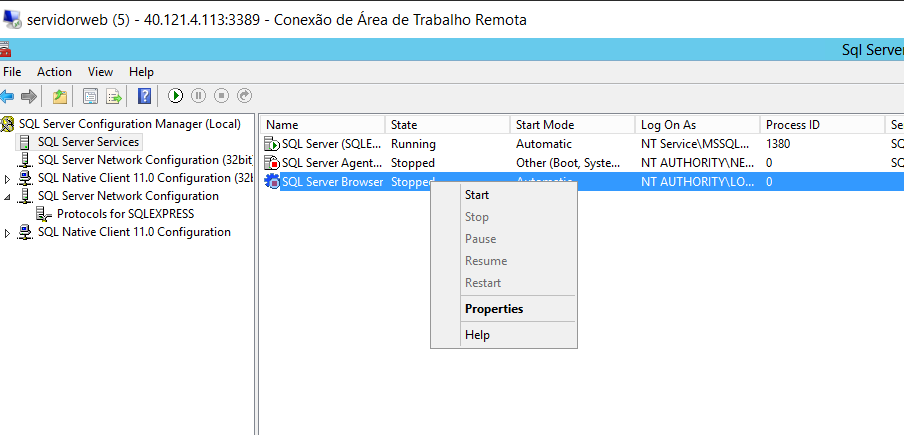 servidorweb (5) - 40.121.4.113:3389 - Conexão de Área de Trabalho Remota
Sql Server
File Action View Help
SQL Server Configuration Manager (Local)
SQL Server Services
SQL Server Network Configuration (32bit
SQL Native Client 11.0 Configuration (32b
SQL Server Network Configuration
Protocols for SQLEXPRESS
SQL Native Client 11.0 Configuration
Name State Start Mode Log On As Process ID Se
SQL Server (SQLE... Running Automatic NT Service\MSSQL... 1380 SQ
SQL Server Agent... Stopped Other (Boot, Syste... NT AUTHORITY\NE... 0 SQ
SQL Server Browser Stopped Automatic NT AUTHORITY\LO... 0
Start
Stop
Pause
Resume
Restart
Properties
Help